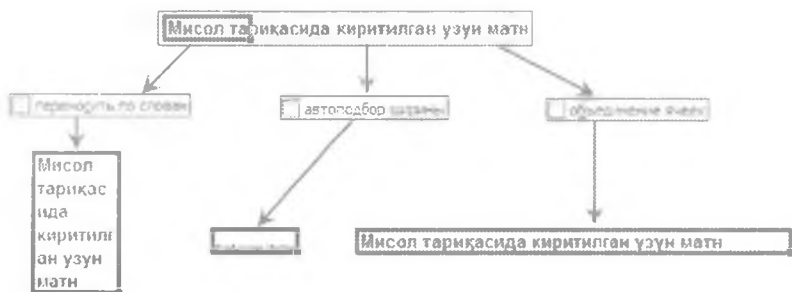 Мисол тариқасида киритилган узун матн
переносить по словам
автоподбор ширины
объединение ячеек
Мисол
тариқас
ида
киритилг
ан узун
матн
Мисол тариқасида киритилган узун матн